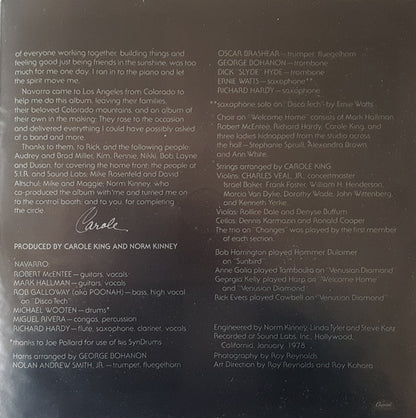 of everyone working together, building things and
feeling good just being friends in the sunshine, was too
much for me one day. I ran in to the piano and let
the spirit move me.
Navarro came to Los Angeles from Colorado to
help me do this album, leaving their families,
their beloved Colorado mountains, and an album of
their own in the making. They rose to the occasion
and delivered everything I could have possibly asked
of a band and more.
Thanks to them, to Rick, and the following people:
Audrey and Brad Miller, Kim, Rennie, Nikki, Bob, Layne
and Dusan, for covering the home front; the people at
S.I.R. and Sound Labs; Mike Rosenfeld and David
Altschul; Mike and Maggie; Norm Kinney, who
co-produced the album with me and turned me on
to the control booth; and to you, for completing
the circle.
Carole
PRODUCED BY CAROLE KING AND NORM KINNEY
NAVARRO
ROBERT McENTEE—guitars, vocals
MARK HALLMAN—guitars, vocals
ROB GALLOWAY (aka POONAH)—bass, high vocal
on "Disco Tech"
MICHAEL WOOTEN—drums*
MIGUEL RIVERA—congas, percussion
RICHARD HARDY—flute, saxophone, clarinet, vocals
*thanks to Joe Pollard for use of his SynDrums
Horns arranged by GEORGE BOHANON
NOLAN ANDREW SMITH, JR.—trumpet, fluegelhorn
OSCAR BRASHEAR—trumpet, fluegelhorn
GEORGE BOHANON—trombone
DICK "SLYDE" HYDE—trombone
ERNIE WATTS—saxophone**
RICHARD HARDY—saxophone
**saxophone solo on "Disco Tech" by Ernie Watts
Choir on "Welcome Home" consists of Mark Hallman,
Robert McEntree, Richard Hardy, Carole King, and
three ladies kidnapped from the studio across
the hall—Stephanie Spruill, Alexandra Brown,
and Ann White.
Strings arranged by CAROLE KING
Violins: CHARLES VEAL, JR., concertmaster
Israel Baker, Frank Foster, William H. Henderson,
Marcia Van Dyke, Dorothy Wade, John Wittenberg,
and Kenneth Yerke.
Violas: Rollice Dale and Denyse Buffum
Cellos: Dennis Karmazin and Ronald Cooper
The trio on "Changes" was played by the first member
of each section.
Bob Harrington played Hammer Dulcimer
on "Sunbird"
Anne Golia played Tamboura on "Venusian Diamond"
Georgia Kelly played Harp on "Welcome Home"
and "Venusian Diamond"
Rick Evers played Cowbell on "Venusian Diamond"
Engineered by Norm Kinney, Linda Tyler and Steve Katz
Recorded at Sound Labs, Inc., Hollywood,
California, January, 1978
Photography by Roy Reynolds
Art Direction by Roy Reynolds and Roy Kohara
Capitol